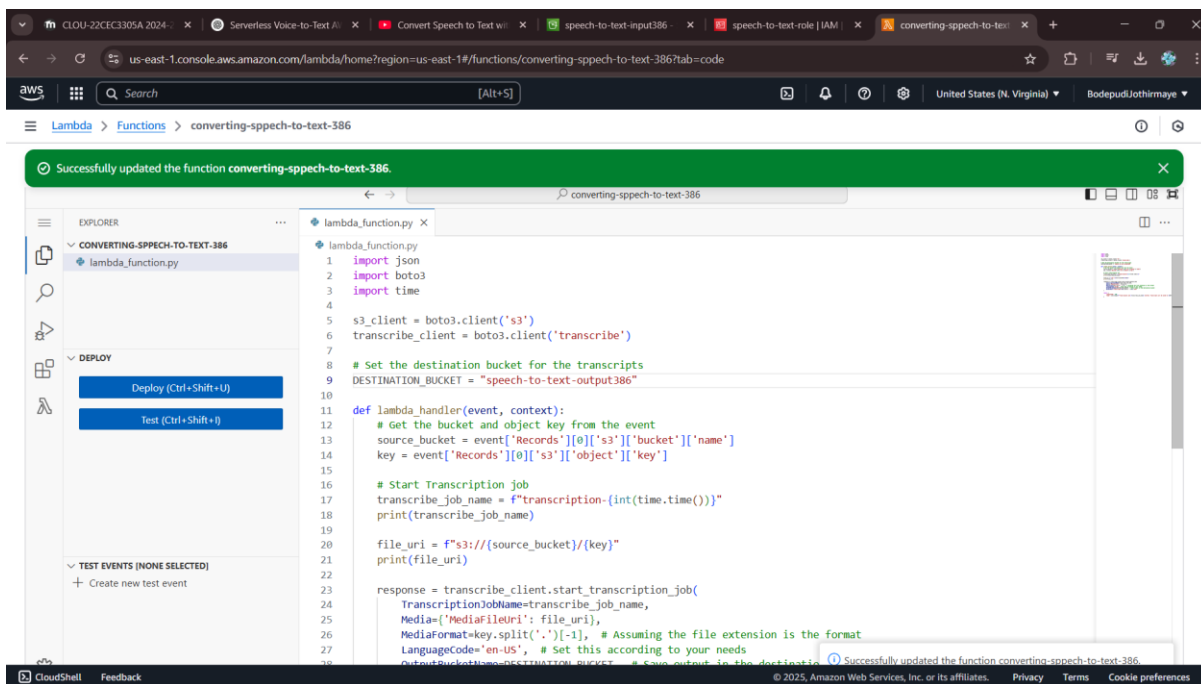 CLOU-22CEC3305A 2024-
Serverless Voice-to-Text AI
Convert Speech to Text wit
speech-to-text-input386 -
speech-to-text-role | IAM |
converting-sppech-to-text
us-east-1.console.aws.amazon.com/lambda/home?region=us-east-1#/functions/converting-sppech-to-text-386?tab=code
aws
Search
[Alt+S]
United States (N. Virginia)
BodepudiJothirmaye
Lambda > Functions > converting-sppech-to-text-386
Successfully updated the function converting-sppech-to-text-386.
converting-sppech-to-text-386
EXPLORER
CONVERTING-SPPECH-TO-TEXT-386
lambda_function.py
DEPLOY
Deploy (Ctrl+Shift+U)
Test (Ctrl+Shift+I)
TEST EVENTS [NONE SELECTED]
+ Create new test event
lambda_function.py
lambda_function.py
1 import json
2 import boto3
3 import time
4
5 s3_client = boto3.client('s3')
6 transcribe_client = boto3.client('transcribe')
7
8 # Set the destination bucket for the transcripts
9 DESTINATION_BUCKET = "speech-to-text-output386"
10
11 def lambda_handler(event, context):
12 # Get the bucket and object key from the event
13 source_bucket = event['Records'][0]['s3']['bucket']['name']
14 key = event['Records'][0]['s3']['object']['key']
15
16 # Start Transcription job
17 transcribe_job_name = f"transcription-{int(time.time())}"
18 print(transcribe_job_name)
19
20 file_uri = f"s3://{source_bucket}/{key}"
21 print(file_uri)
22
23 response = transcribe_client.start_transcription_job(
24 TranscriptionJobName=transcribe_job_name,
25 Media={'MediaFileUri': file_uri},
26 MediaFormat=key.split('.')[-1], # Assuming the file extension is the format
27 LanguageCode='en-US', # Set this according to your needs
28 OutputBucketName=DESTINATION_BUCKET, # Save output in the destinatio
Successfully updated the function converting-sppech-to-text-386.
CloudShell
Feedback
© 2025, Amazon Web Services, Inc. or its affiliates.
Privacy
Terms
Cookie preferences